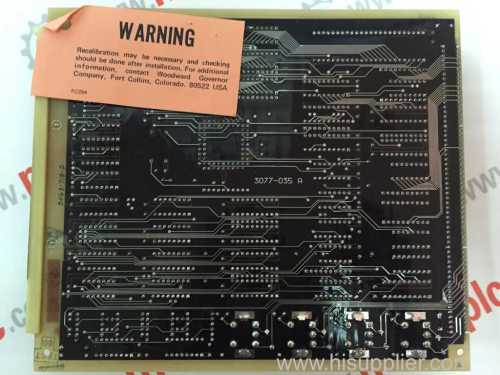 WARNING
Recalibration may be necessary and checking
should be done after installation. For additional
information, contact Woodward Governor
Company, Fort Collins, Colorado. 80522 USA
3077-035 A
www.hisupplier.com